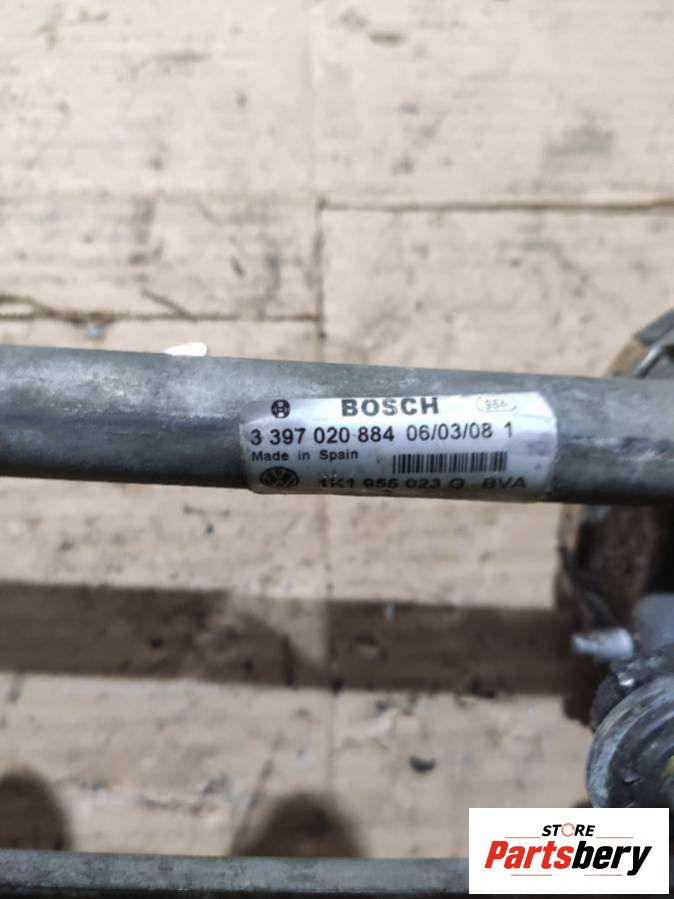 BOSCH
3 397 020 884 06/03/08 1
Made in Spain
1K1 955 023 G BVA
STORE
Partsbery